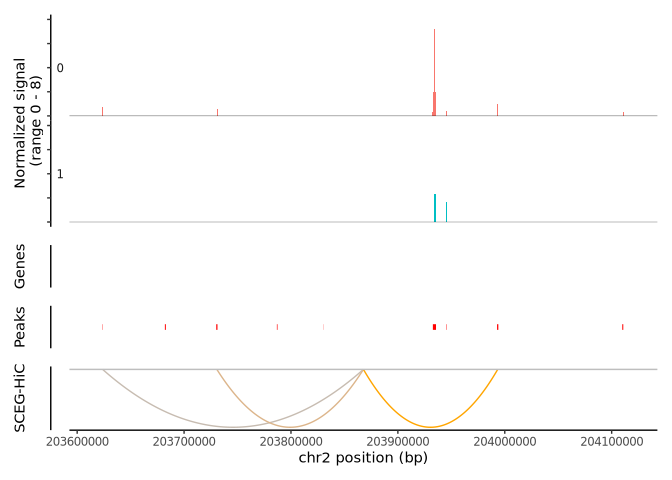 Normalized signal
(range 0 - 8)
0
1
Genes
Peaks
SCEG-HiC
203600000 203700000 203800000 203900000 204000000 204100000
chr2 position (bp)